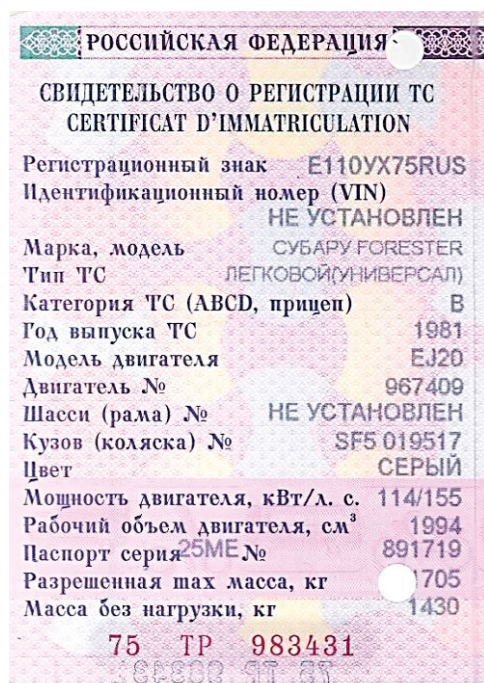 РОССИЙСКАЯ ФЕДЕРАЦИЯ
СВИДЕТЕЛЬСТВО О РЕГИСТРАЦИИ ТС
CERTIFICAT D'IMMATRICULATION
Регистрационный знак Е110УХ75RUS
Идентификационный номер (VIN)
НЕ УСТАНОВЛЕН
Марка, модель СУБАРУ FORESTER
Тип ТС ЛЕГКОВОЙ(УНИВЕРСАЛ)
Категория ТС (ABCD, прицеп) B
Год выпуска ТС 1981
Модель двигателя EJ20
Двигатель № 967409
Шасси (рама) № НЕ УСТАНОВЛЕН
Кузов (коляска) № SF5 019517
Цвет СЕРЫЙ
Мощность двигателя, кВт/л. с. 114/155
Рабочий объем двигателя, см³ 1994
Паспорт серия 25МЕ № 891719
Разрешенная max масса, кг 1705
Масса без нагрузки, кг 1430
75 ТР 983431